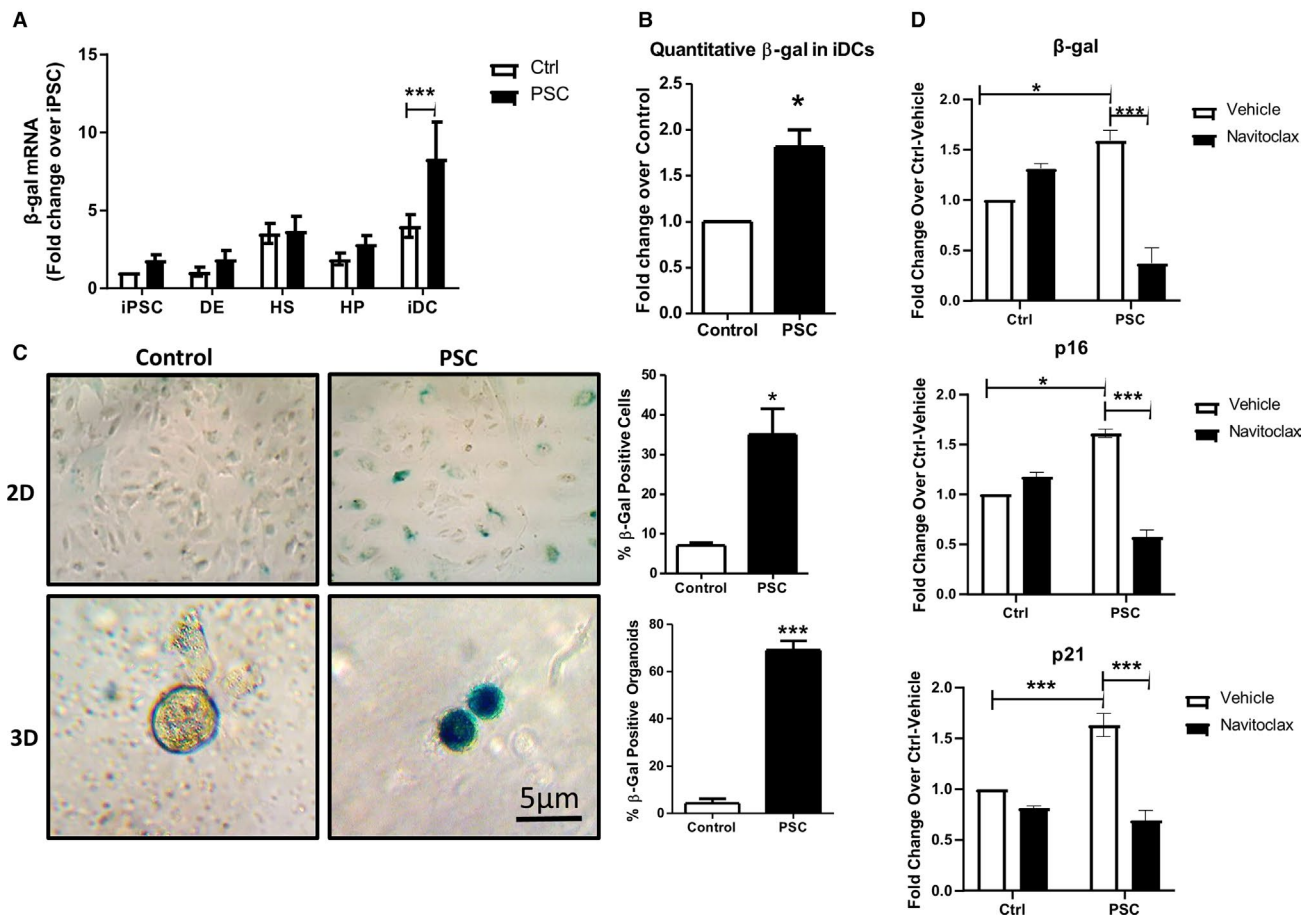 A
15
10
5
0
β-gal mRNA
(Fold change over iPSC)
***
Ctrl
PSC
iPSC DE HS HP iDC
B
Quantitative β-gal in iDCs
2.5
2.0
1.5
1.0
0.5
0.0
Fold change over Control
*
Control PSC
C
Control PSC
2D
3D
5µm
50
40
30
20
10
0
% β-Gal Positive Cells
*
Control PSC
80
60
40
20
0
% β-Gal Positive Organoids
***
Control PSC
D
β-gal
2.0
1.5
1.0
0.5
0.0
Fold Change Over Ctrl-Vehicle
*
***
Vehicle
Navitoclax
Ctrl PSC
p16
2.0
1.5
1.0
0.5
0.0
Fold Change Over Ctrl-Vehicle
*
***
Vehicle
Navitoclax
Ctrl PSC
p21
2.0
1.5
1.0
0.5
0.0
Fold Change Over Ctrl-Vehicle
***
***
Vehicle
Navitoclax
Ctrl PSC